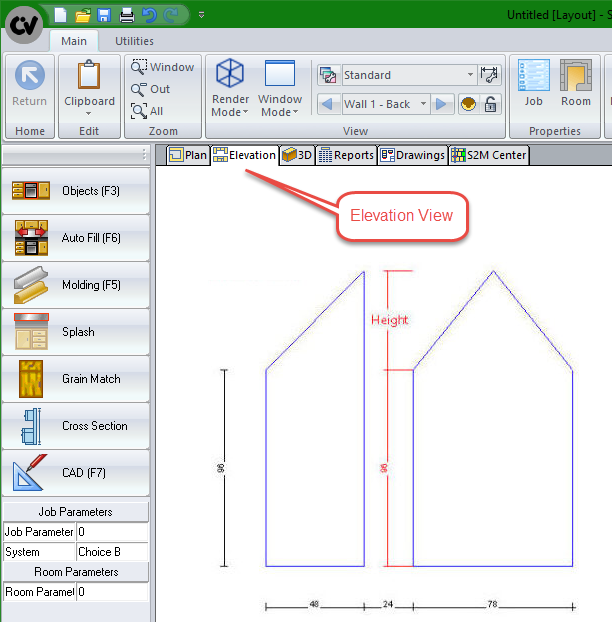 Untitled [Layout] - S
CV
Main
Utilities
Return
Home
Clipboard
Edit
Window
Out
All
Zoom
Render
Mode
Window
Mode
Standard
Wall 1 - Back
View
Job
Room
Properties
Plan
Elevation
3D
Reports
Drawings
S2M Center
Elevation View
Objects (F3)
Auto Fill (F6)
Molding (F5)
Splash
Grain Match
Cross Section
CAD (F7)
Job Parameters
Job Parameter 0
System Choice B
Room Parameters
Room Paramet 0
Height
96
96
48
24
78